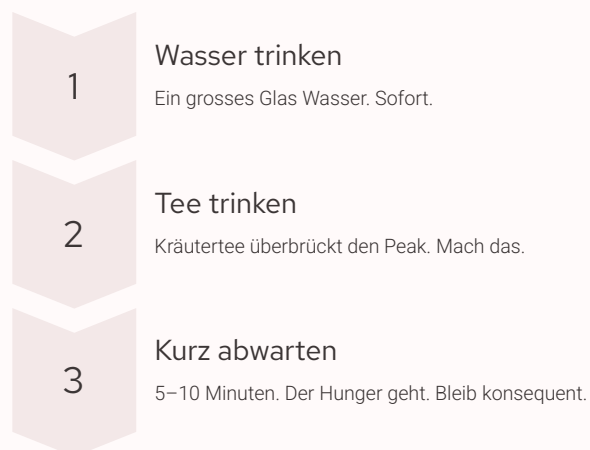 1
Wasser trinken
Ein grosses Glas Wasser. Sofort.
2
Tee trinken
Kräutertee überbrückt den Peak. Mach das.
3
Kurz abwarten
5–10 Minuten. Der Hunger geht. Bleib konsequent.